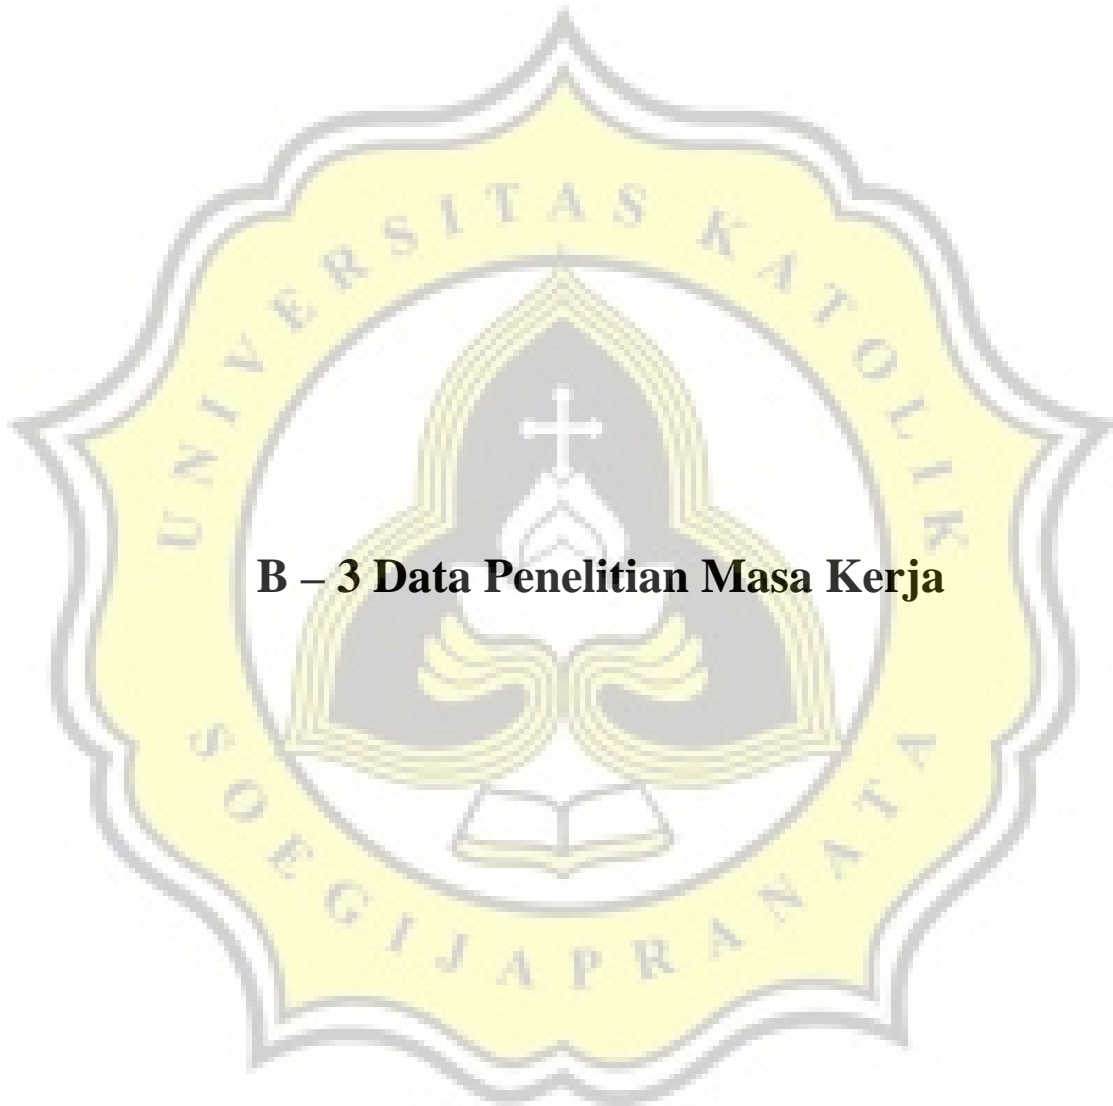 UNIVERSITAS KATOLIK
B – 3 Data Penelitian Masa Kerja
SOEGIJAPRANATA